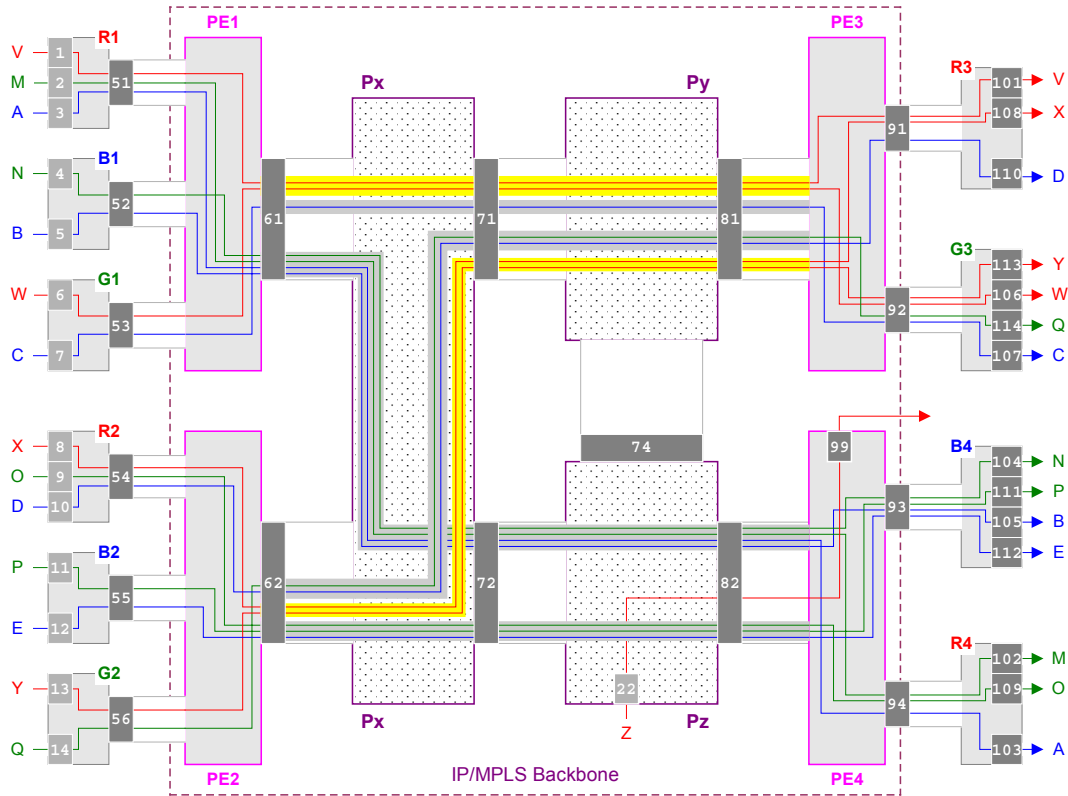 PE1
PE3
R1
V 1
M 2 51
A 3
Px
Py
R3
101 V
108 X
91
110 D
B1
N 4
52
B 5
61 71 81
G1
W 6
53
C 7
G3
113 Y
106 W
92
114 Q
107 C
R2
X 8
O 9 54
D 10
99
74
B4
104 N
111 P
93
105 B
112 E
B2
P 11
55
E 12
62 72 82
G2
Y 13
56
Q 14
22
Z
R4
102 M
109 O
94
103 A
Px
Pz
PE2
IP/MPLS Backbone
PE4